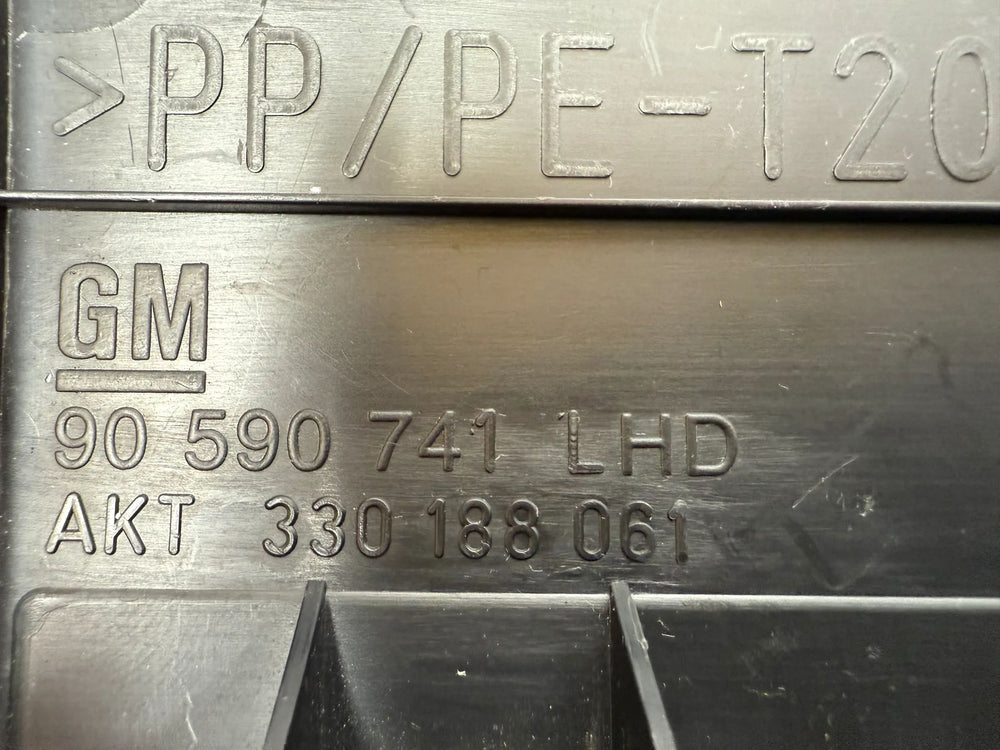 >PP/PE-T20
GM
90 590 741 LHD
AKT 330 188 061